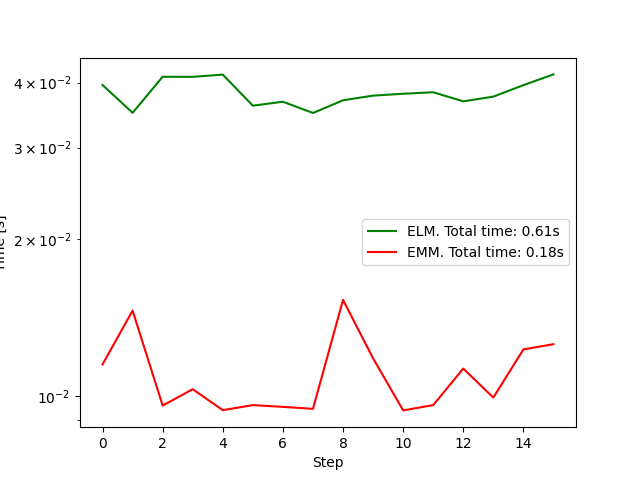 4 × 10⁻²
3 × 10⁻²
2 × 10⁻²
10⁻²
Time [s]
ELM. Total time: 0.61s
EMM. Total time: 0.18s
0 2 4 6 8 10 12 14
Step